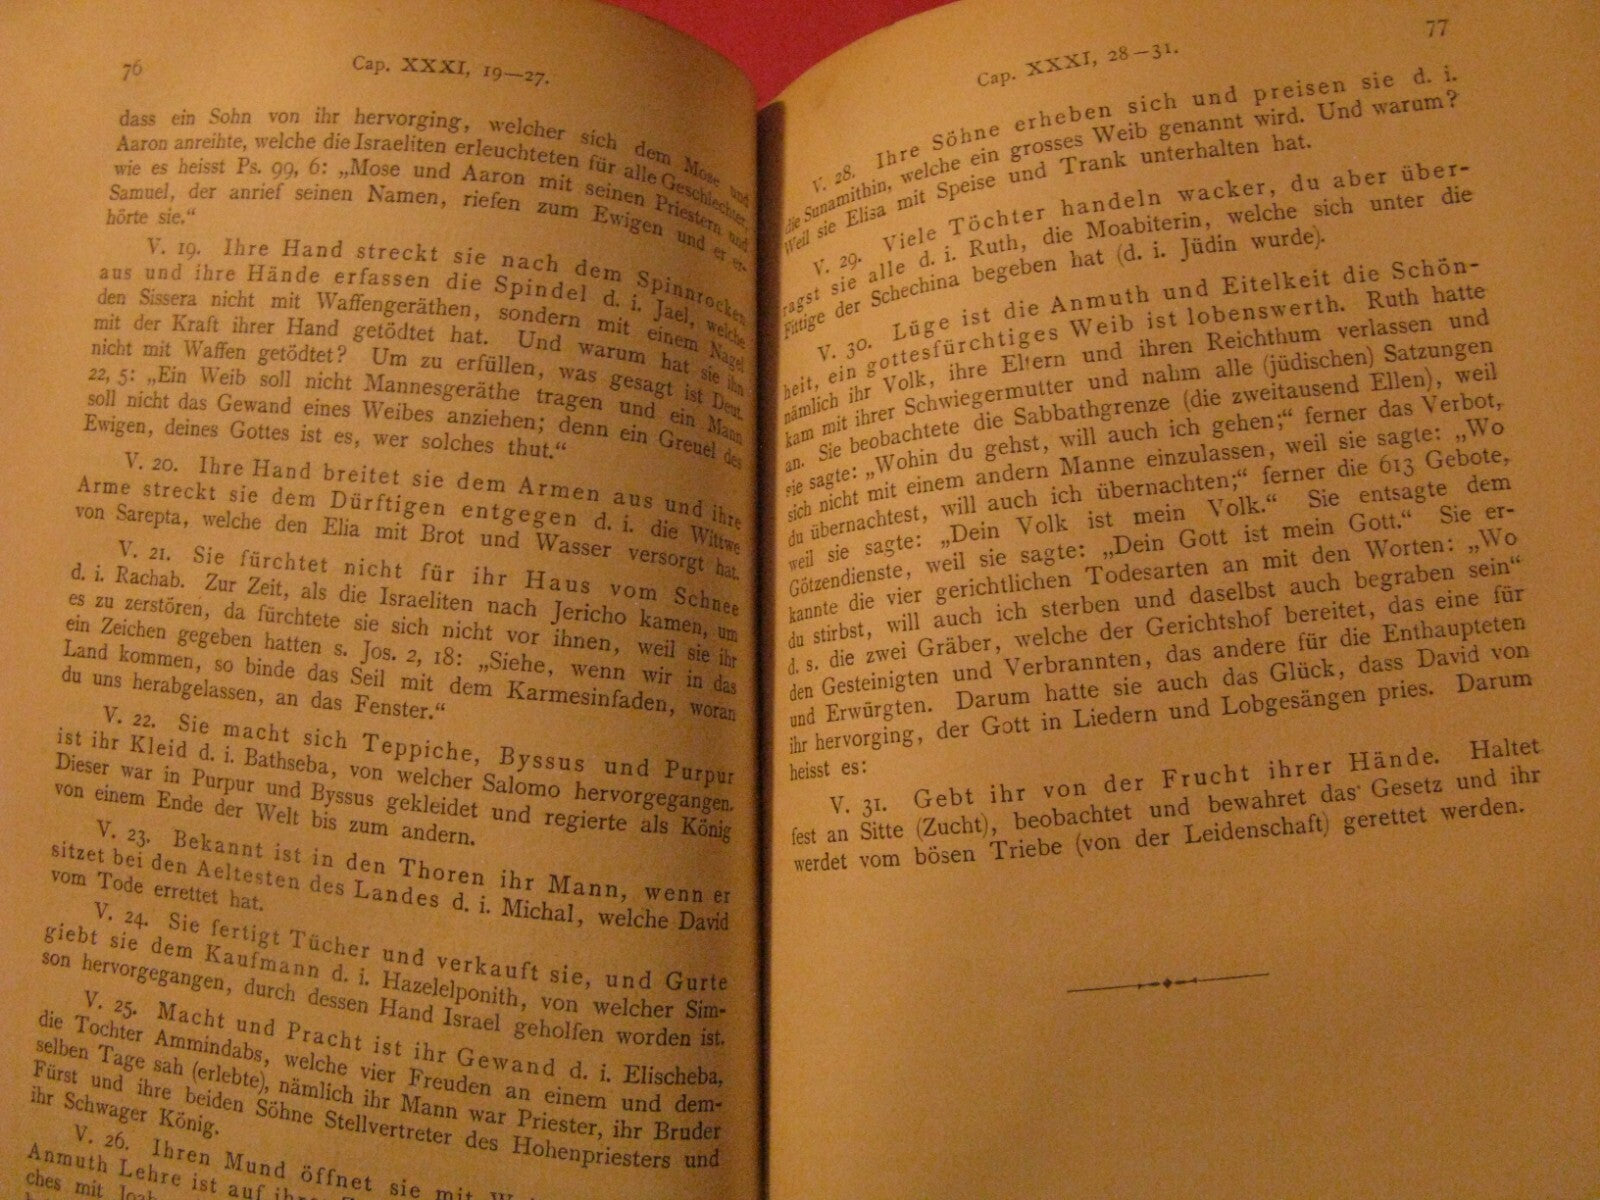 76
Cap. XXXI, 19—27.
dass ein Sohn von ihr hervorging, welcher sich dem Mose und
Aaron anreihte, welche die Israeliten erleuchteten für alle Geschlechter,
wie es heisst Ps. 99, 6: „Mose und Aaron mit seinen Priestern und
Samuel, der anrief seinen Namen, riefen zum Ewigen und er er-
hörte sie.“
V. 19. Ihre Hand streckt sie nach dem Spinnrocken
aus und ihre Hände erfassen die Spindel d. i. Jael, welche
den Sissera nicht mit Waffengeräthen, sondern mit einem Nagel
mit der Kraft ihrer Hand getödtet hat. Und warum hat sie ihn
nicht mit Waffen getödtet? Um zu erfüllen, was gesagt ist Deut.
22, 5: „Ein Weib soll nicht Mannesgeräthe tragen und ein Mann
soll nicht das Gewand eines Weibes anziehen; denn ein Greuel des
Ewigen, deines Gottes ist es, wer solches thut.“
V. 20. Ihre Hand breitet sie dem Armen aus und ihre
Arme streckt sie dem Dürftigen entgegen d. i. die Wittwe
von Sarepta, welche den Elia mit Brot und Wasser versorgt hat.
V. 21. Sie fürchtet nicht für ihr Haus vom Schnee
d. i. Rachab. Zur Zeit, als die Israeliten nach Jericho kamen, um
es zu zerstören, da fürchtete sie sich nicht vor ihnen, weil sie ihr
ein Zeichen gegeben hatten s. Jos. 2, 18: „Siehe, wenn wir in das
Land kommen, so binde das Seil mit dem Karmesinfaden, woran
du uns herabgelassen, an das Fenster.“
V. 22. Sie macht sich Teppiche, Byssus und Purpur
ist ihr Kleid d. i. Bathseba, von welcher Salomo hervorgegangen.
Dieser war in Purpur und Byssus gekleidet und regierte als König
von einem Ende der Welt bis zum andern.
V. 23. Bekannt ist in den Thoren ihr Mann, wenn er
sitzet bei den Aeltesten des Landes d. i. Michal, welche David
vom Tode errettet hat.
V. 24. Sie fertigt Tücher und verkauft sie, und Gurte
giebt sie dem Kaufmann d. i. Hazelelponith, von welcher Sim-
son hervorgegangen, durch dessen Hand Israel geholfen worden ist.
V. 25. Macht und Pracht ist ihr Gewand d. i. Elischeba,
die Tochter Ammindabs, welche vier Freuden an einem und dem-
selben Tage sah (erlebte), nämlich ihr Mann war Priester, ihr Bruder
Fürst und ihre beiden Söhne Stellvertreter des Hohenpriesters und
ihr Schwager König.
V. 26. Ihren Mund öffnet sie mit
Anmuth Lehre ist auf
ches mit
77
Cap. XXXI, 28—31.
V. 28. Ihre Söhne erheben sich und preisen sie d. i.
die Sunamithin, welche ein grosses Weib genannt wird. Und warum?
Weil sie Elisa mit Speise und Trank unterhalten hat.
V. 29. Viele Töchter handeln wacker, du aber über-
ragst sie alle d. i. Ruth, die Moabiterin, welche sich unter die
Fittige der Schechina begeben hat (d. i. Jüdin wurde).
V. 30. Lüge ist die Anmuth und Eitelkeit die Schön-
heit, ein gottesfürchtiges Weib ist lobenswerth. Ruth hatte
nämlich ihr Volk, ihre Eltern und ihren Reichthum verlassen und
kam mit ihrer Schwiegermutter und nahm alle (jüdischen) Satzungen
an. Sie beobachtete die Sabbathgrenze (die zweitausend Ellen), weil
sie sagte: „Wohin du gehst, will auch ich gehen;“ ferner das Verbot,
sich nicht mit einem andern Manne einzulassen, weil sie sagte: „Wo
du übernachtest, will auch ich übernachten;“ ferner die 613 Gebote,
weil sie sagte: „Dein Volk ist mein Volk.“ Sie entsagte dem
Götzendienste, weil sie sagte: „Dein Gott ist mein Gott.“ Sie er-
kannte die vier gerichtlichen Todesarten an mit den Worten: „Wo
du stirbst, will auch ich sterben und daselbst auch begraben sein“
d. s. die zwei Gräber, welche der Gerichtshof bereitet, das eine für
den Gesteinigten und Verbrannten, das andere für die Enthaupteten
und Erwürgten. Darum hatte sie auch das Glück, dass David von
ihr hervorging, der Gott in Liedern und Lobgesängen pries. Darum
heisst es:
V. 31. Gebt ihr von der Frucht ihrer Hände. Haltet
fest an Sitte (Zucht), beobachtet und bewahret das Gesetz und ihr
werdet vom bösen Triebe (von der Leidenschaft) gerettet werden.